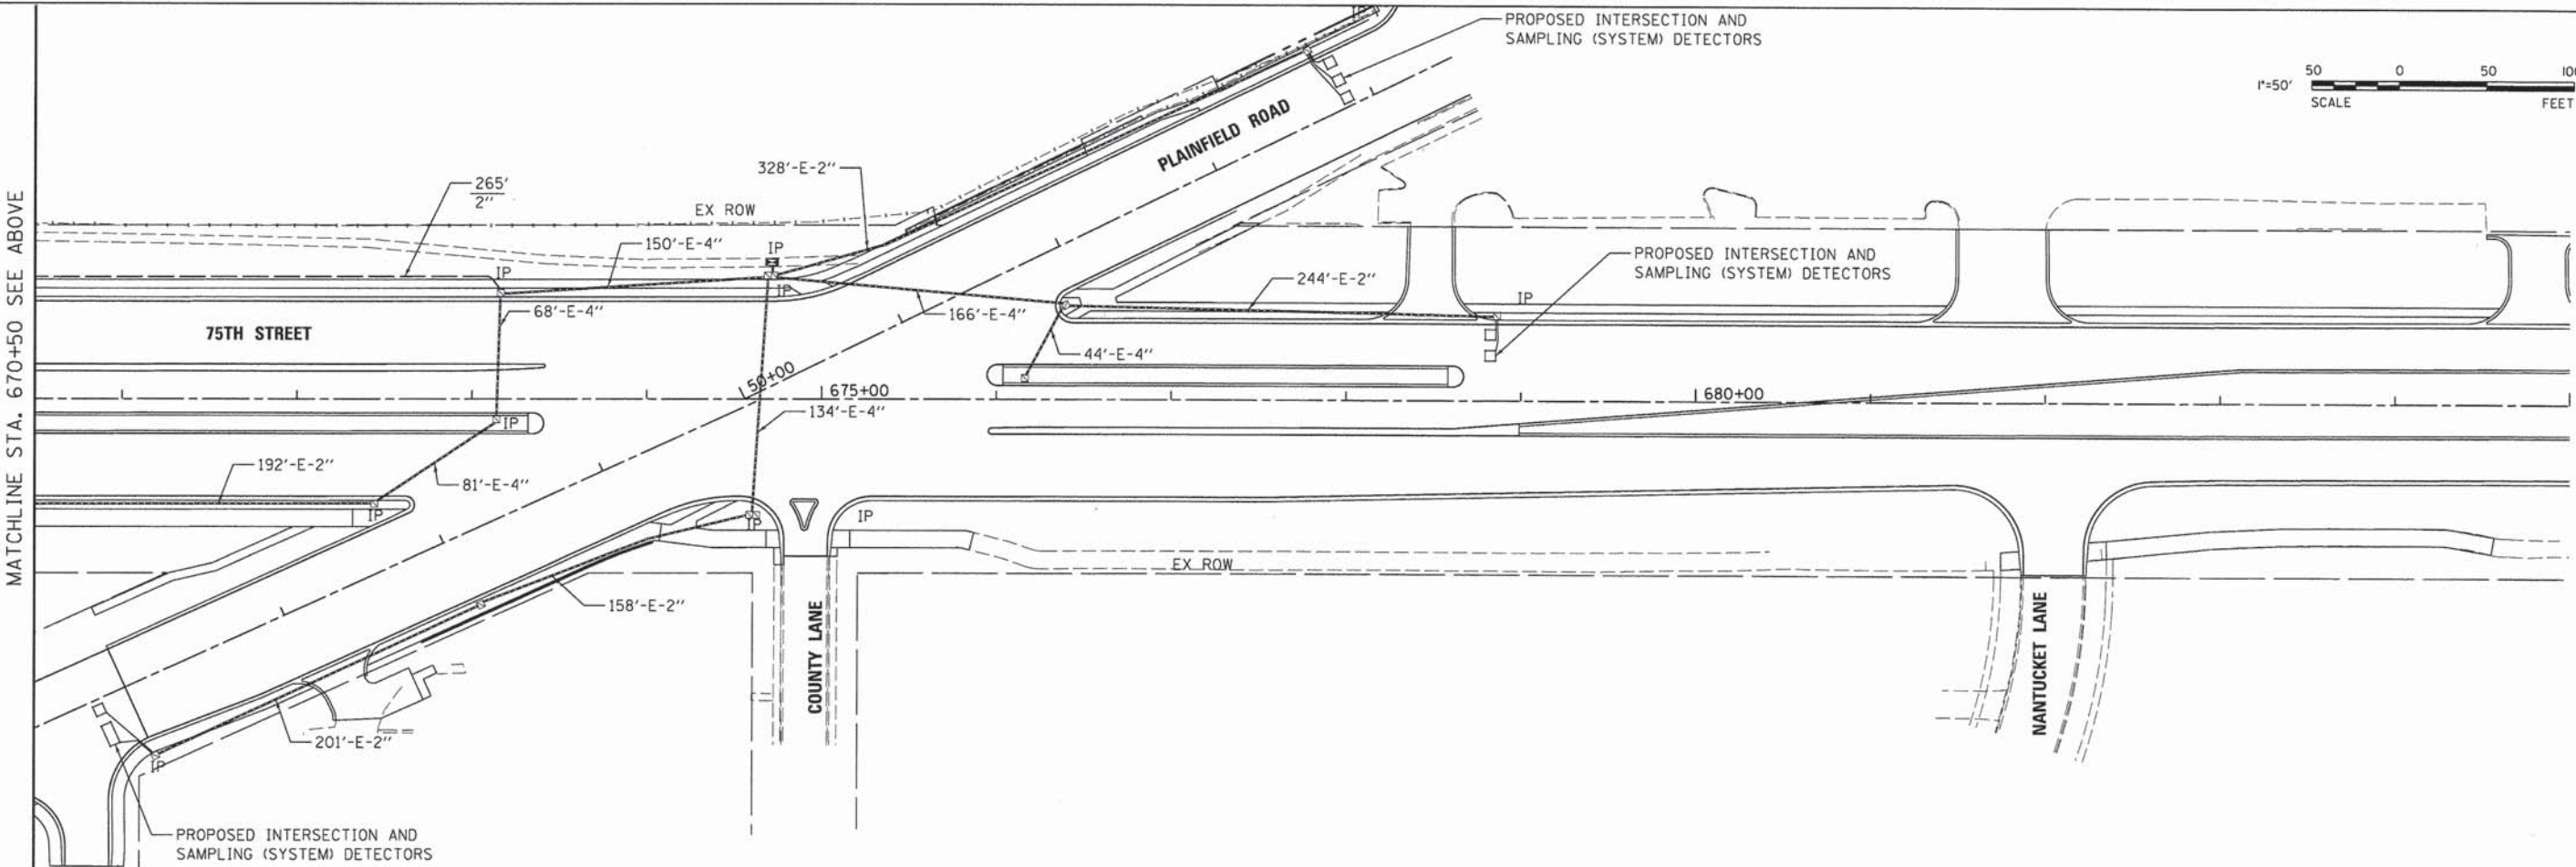 PROPOSED INTERSECTION AND
SAMPLING (SYSTEM) DETECTORS
IP
50 0 50 100
1"=50'
SCALE FEET
PLAINFIELD ROAD
328'-E-2"
265'
2"
EX ROW
150'-E-4"
IP
IP
IP
MATCHLINE STA. 670+50 SEE ABOVE
PROPOSED INTERSECTION AND
SAMPLING (SYSTEM) DETECTORS
244'-E-2"
IP
68'-E-4"
166'-E-4"
75TH STREET
44'-E-4"
50+00
675+00
680+00
134'-E-4"
IP
192'-E-2"
81'-E-4"
IP
IP
IP
EX ROW
158'-E-2"
COUNTY LANE
NANTUCKET LANE
201'-E-2"
IP
PROPOSED INTERSECTION AND
SAMPLING (SYSTEM) DETECTORS